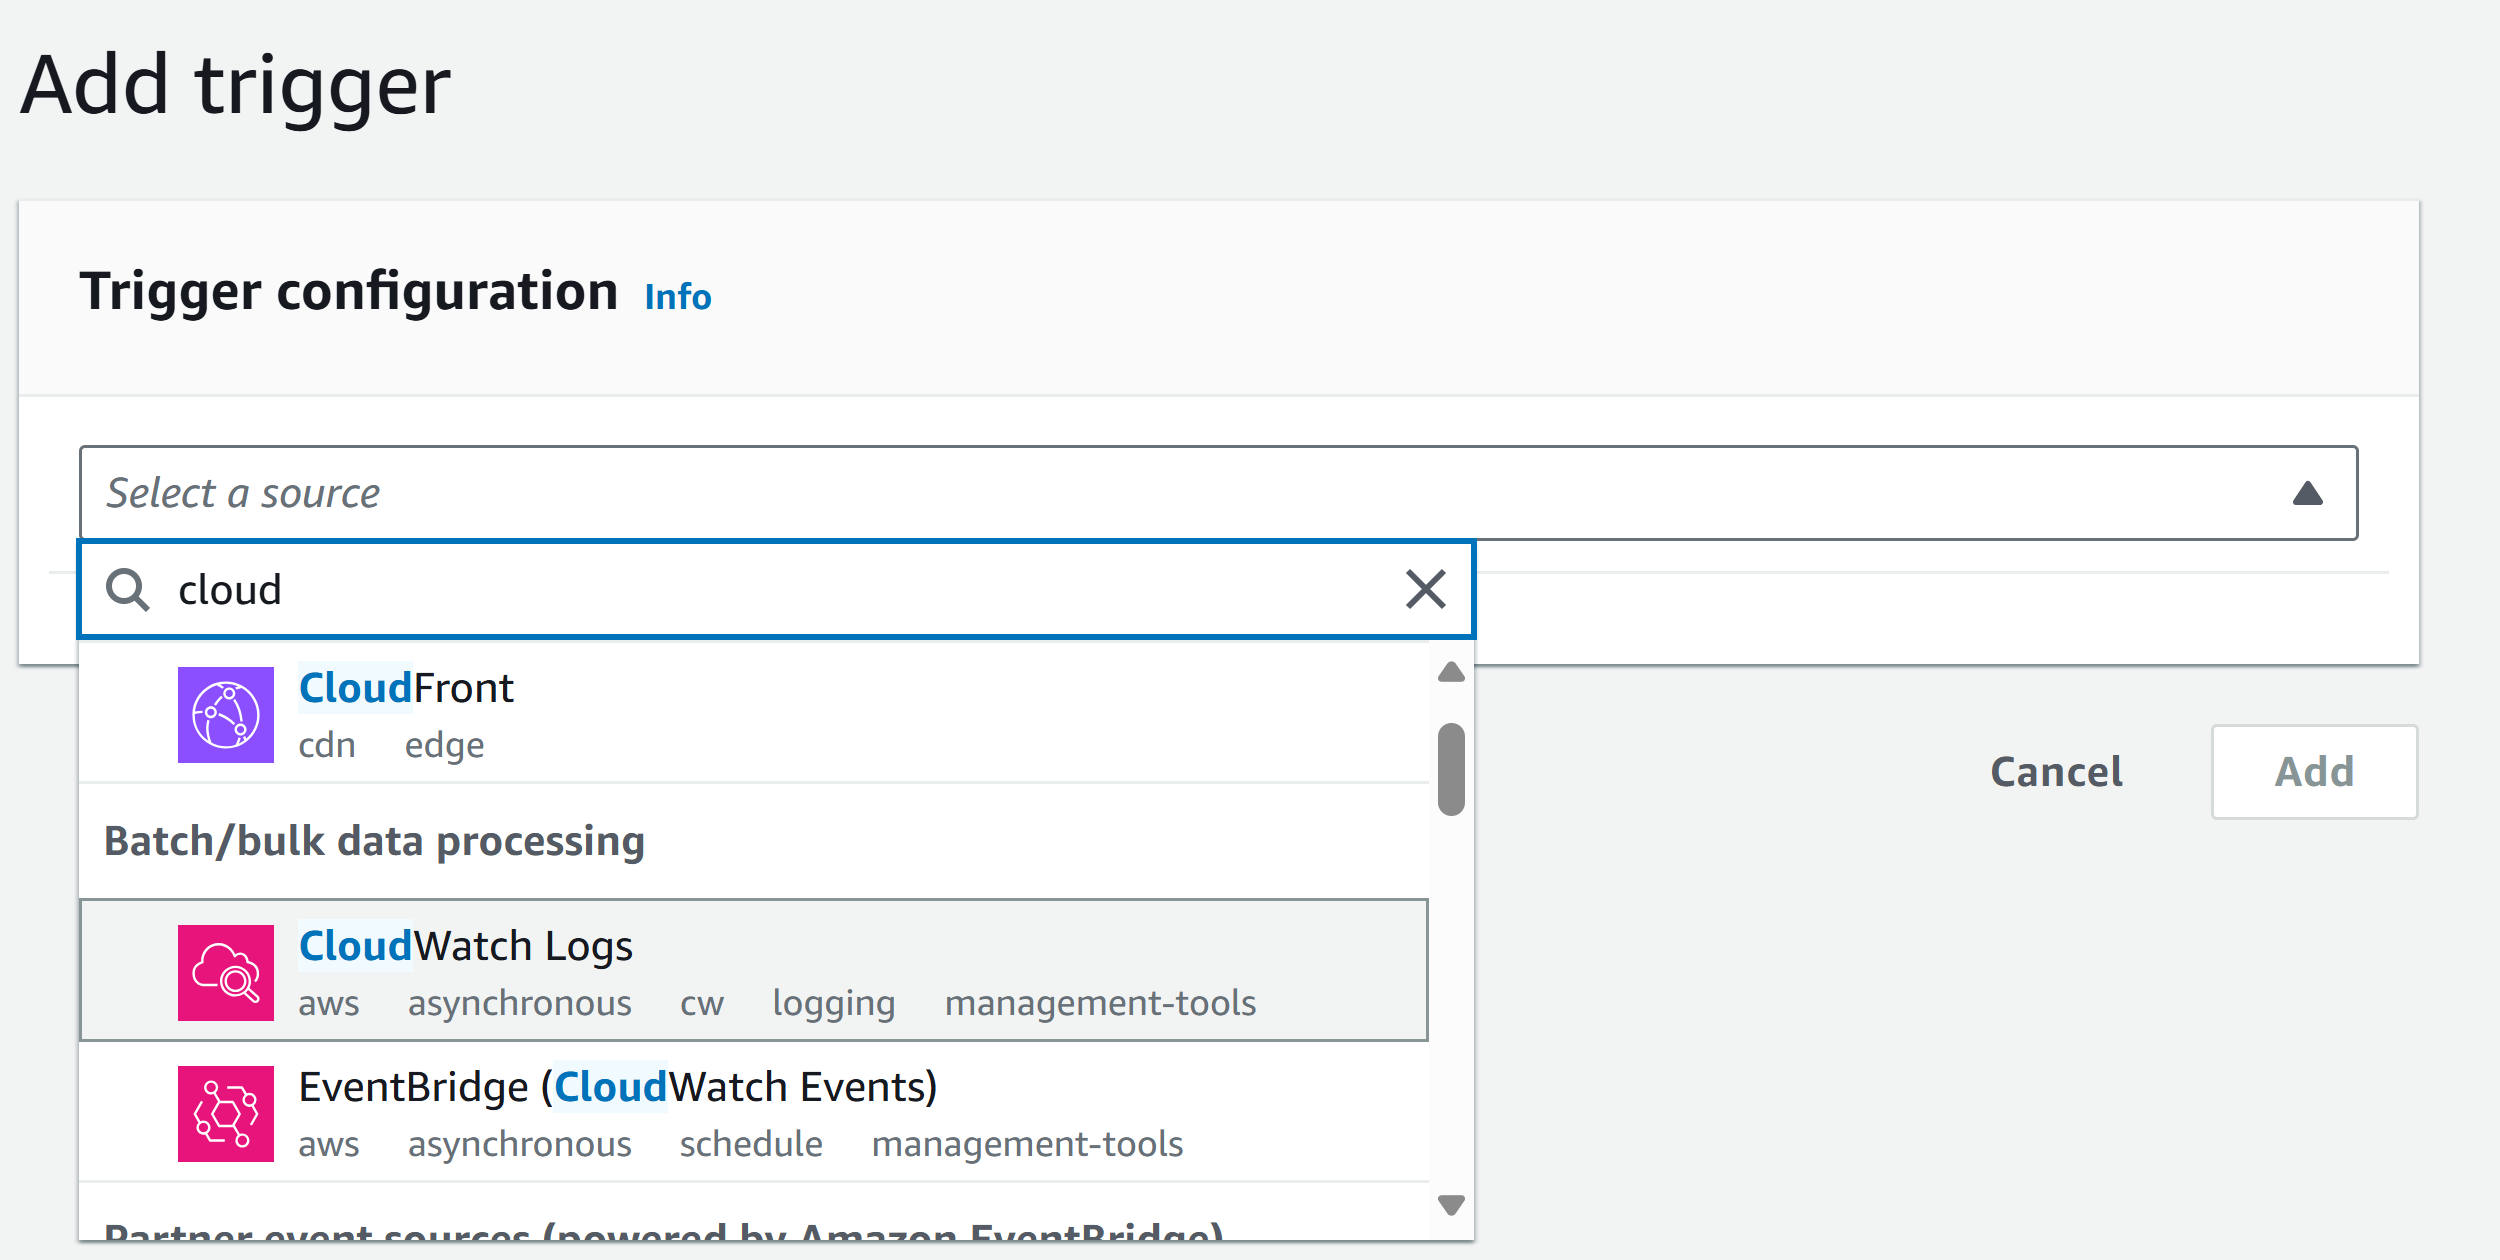 Add trigger
Trigger configuration Info
Select a source
cloud
CloudFront
cdn edge
Cancel Add
Batch/bulk data processing
CloudWatch Logs
aws asynchronous cw logging management-tools
EventBridge (CloudWatch Events)
aws asynchronous schedule management-tools
Partner event sources (powered by Amazon EventBridge)